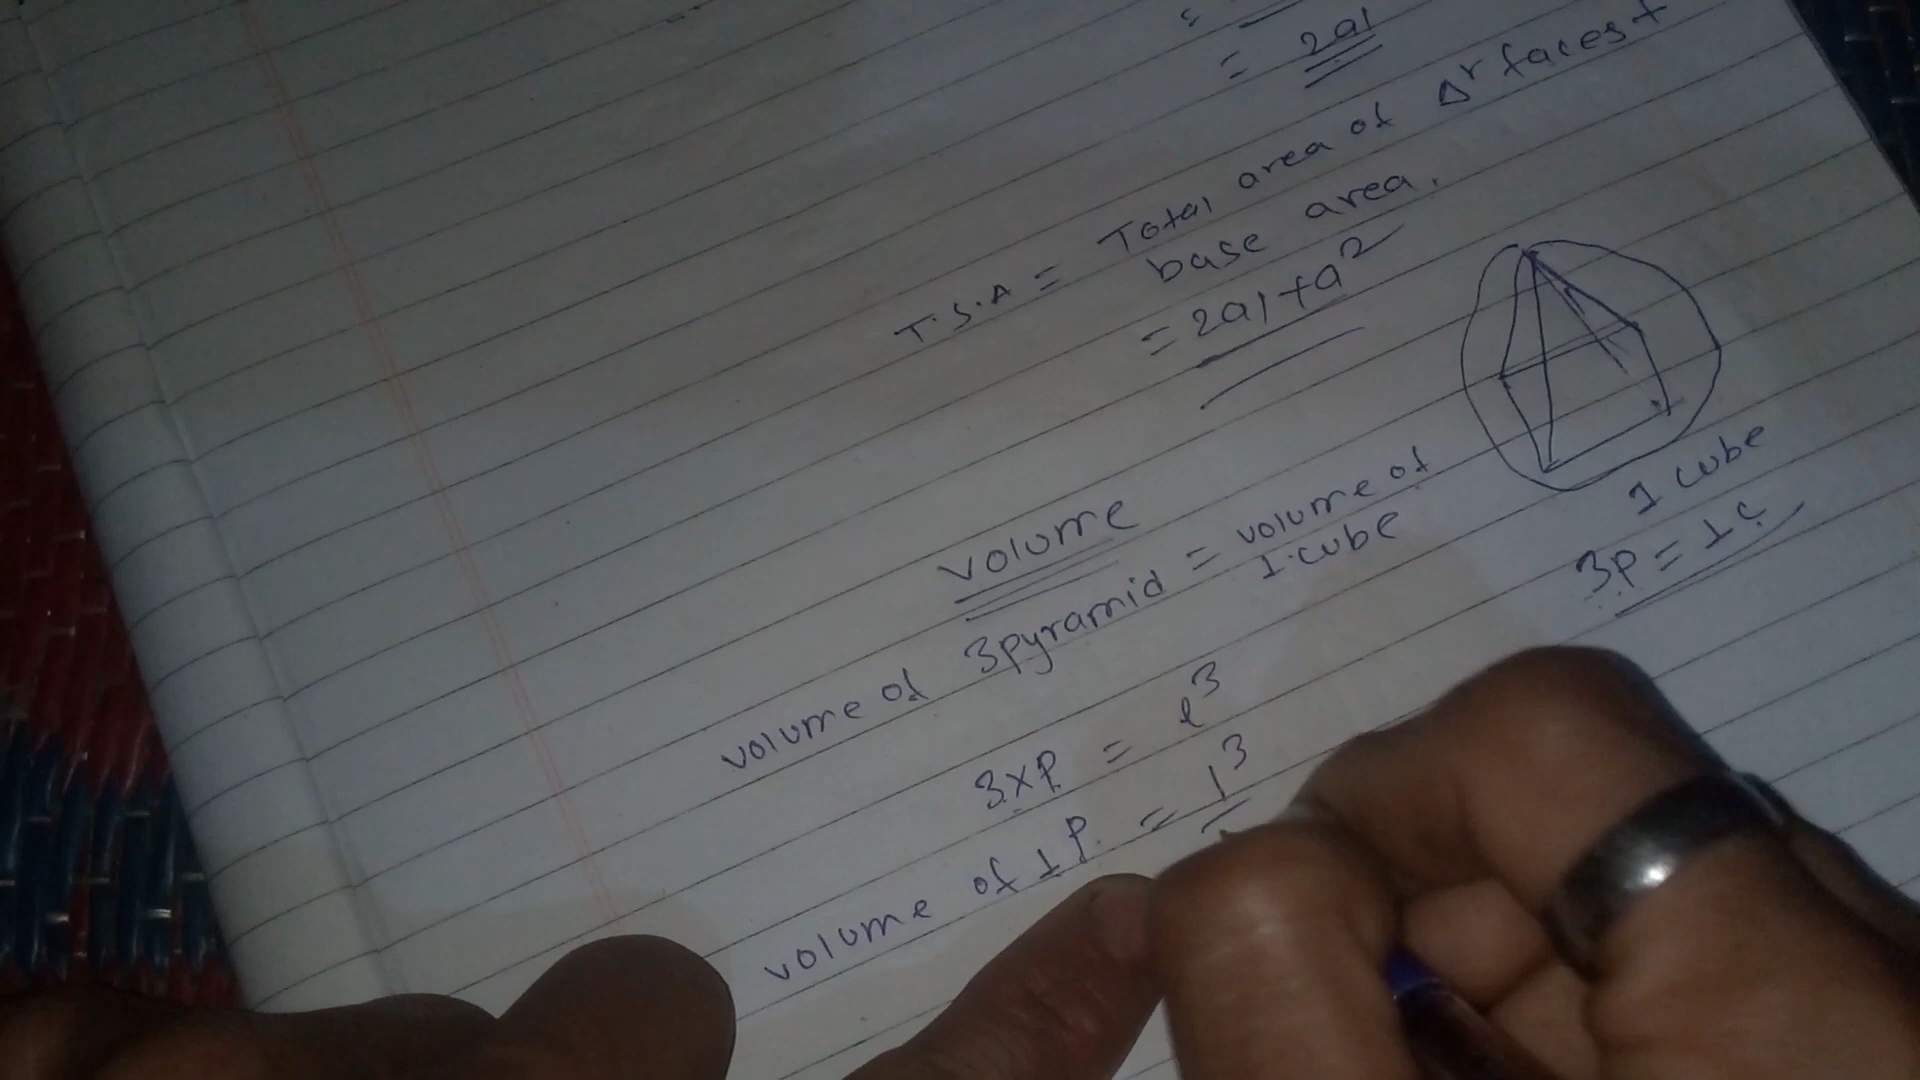 = 2al
T.S.A = Total area of Δr faces +
base area.
= 2al+a2
volume
volume of 3pyramid = volume of
1 cube
3×P = l3
volume of 1 P. = l3
1 cube
3P = 1C